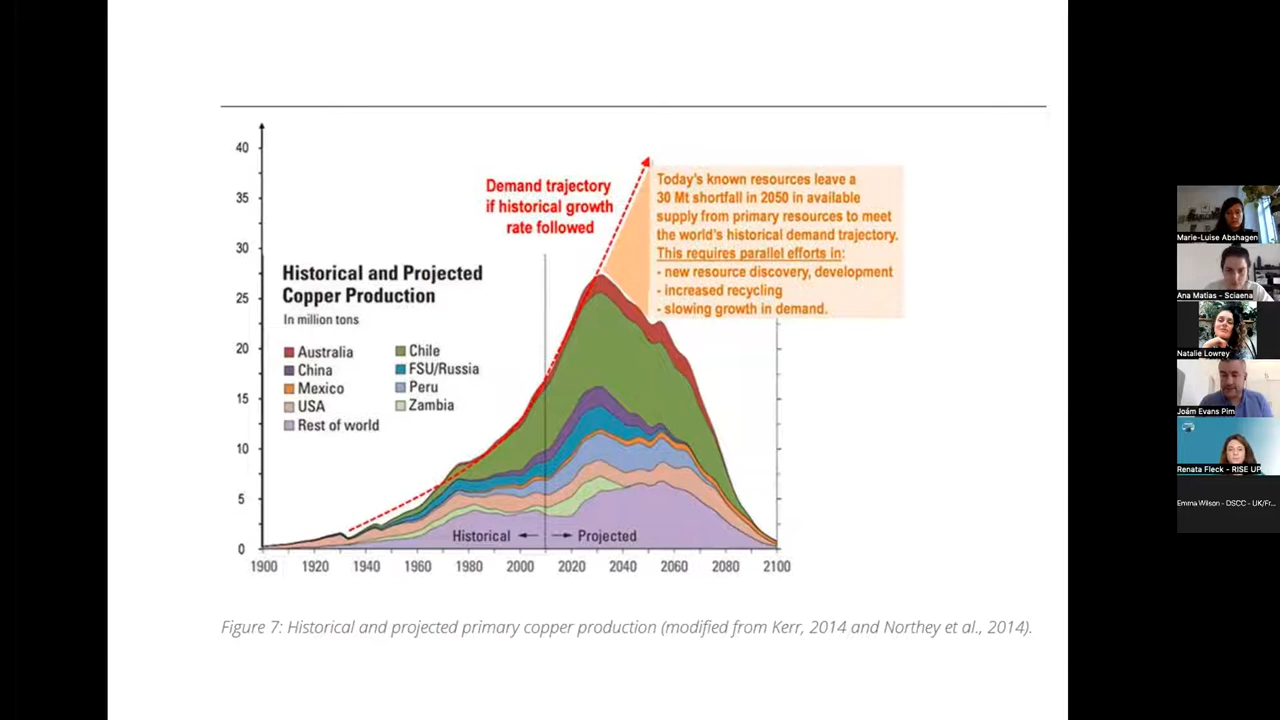 40
35
30
25
20
15
10
5
0
Demand trajectory
if historical growth
rate followed
Today's known resources leave a
30 Mt shortfall in 2050 in available
supply from primary resources to meet
the world's historical demand trajectory.
This requires parallel efforts in:
- new resource discovery, development
- increased recycling
- slowing growth in demand.
Historical and Projected
Copper Production
In million tons
Australia
China
Mexico
USA
Rest of world
Chile
FSU/Russia
Peru
Zambia
Historical
Projected
1900 1920 1940 1960 1980 2000 2020 2040 2060 2080 2100
Figure 7: Historical and projected primary copper production (modified from Kerr, 2014 and Northey et al., 2014).
Marie-Luise Abshagen
Ana Matias - Sciaena
Natalie Lowrey
Joám Evans Pim
Renata Fleck - RISE UP
Emma Wilson - DSCC - UK/Fr...